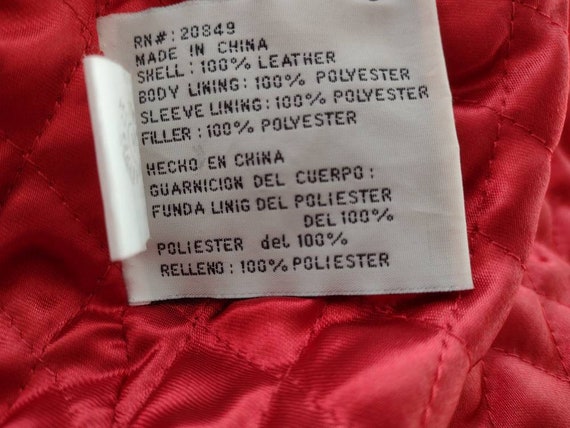 RN#: 20849
MADE IN CHINA
SHELL: 100% LEATHER
BODY LINING: 100% POLYESTER
SLEEVE LINING: 100% POLYESTER
FILLER : 100% POLYESTER
HECHO EN CHINA
GUARNICION DEL CUERPO :
FUNDA LINIG DEL POLIESTER
DEL 100%
POLIESTER del 100%
RELLENO : 100% POLIESTER